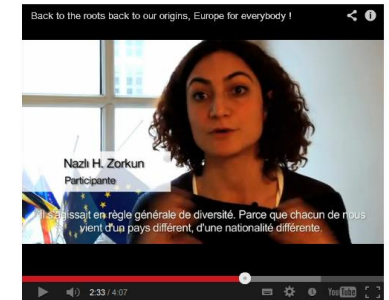 Back to the roots back to our origins, Europe for everybody !
Nazlı H. Zorkun
Participante
Il s'agissait en règle générale de diversité. Parce que chacun de nous
vient d'un pays différent, d'une nationalité différente.
2:33 / 4:07
YouTube